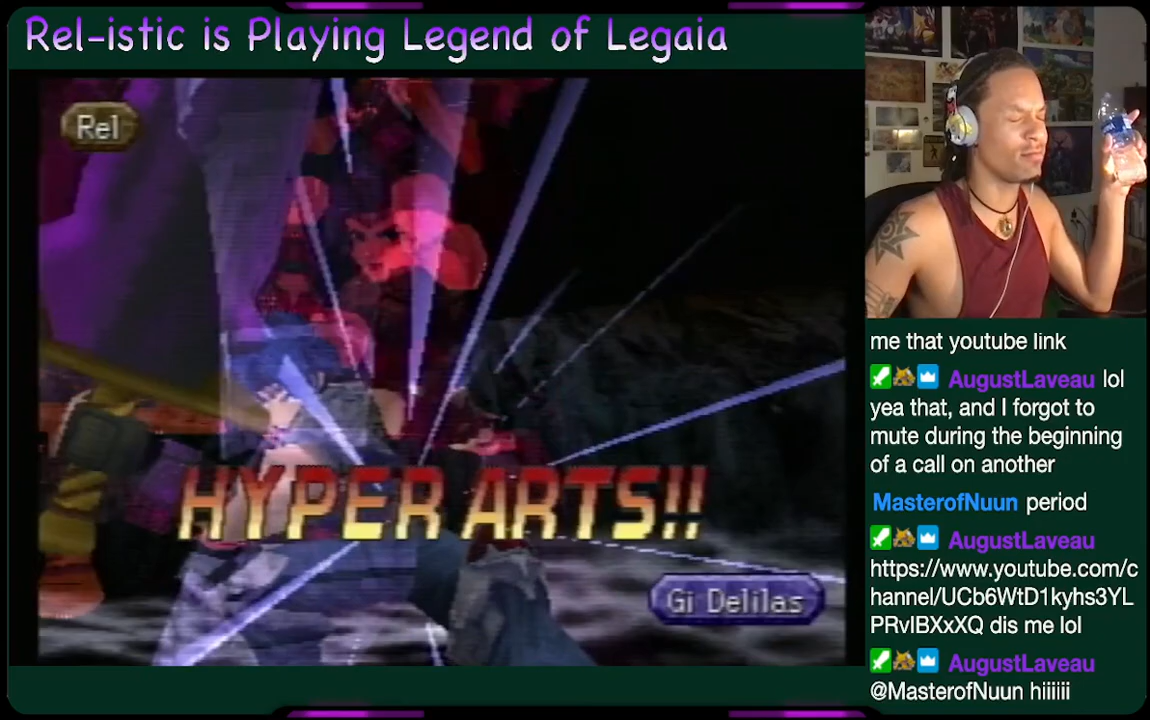 Rel-istic is Playing Legend of Legaia
Rel
HYPER ARTS!!
Gi Delilas
me that youtube link
AugustLaveau lol
yea that, and I forgot to
mute during the beginning
of a call on another
MasterofNuun period
AugustLaveau
https://www.youtube.com/c
hannel/UCb6WtD1kyhs3YL
PRvIBXxXQ dis me lol
AugustLaveau
@MasterofNuun hiiiiii